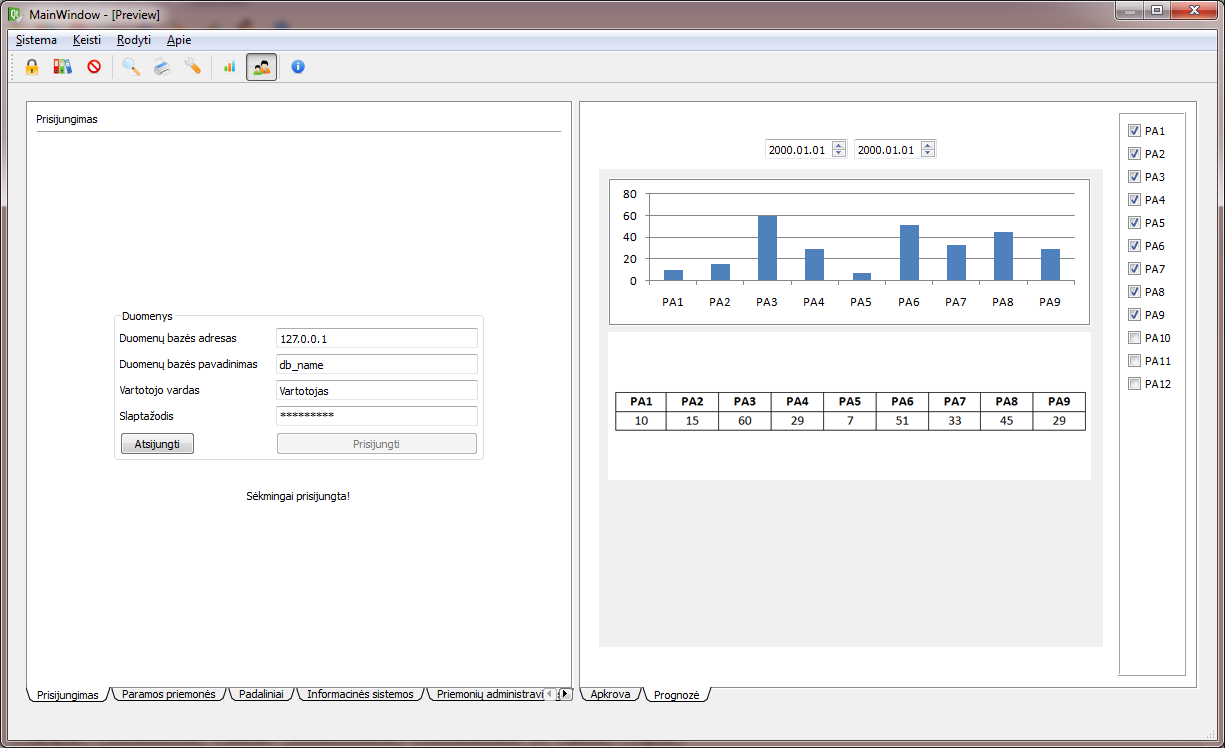 MainWindow - [Preview]
Sistema Keisti Rodyti Apie
Prisijungimas
Duomenys
Duomenų bazės adresas 127.0.0.1
Duomenų bazės pavadinimas db_name
Vartotojo vardas Vartotojas
Slaptažodis *********
Atsijungti Prisijungti
Sėkmingai prisijungta!
Prisijungimas Paramos priemonės Padaliniai Informacinės sistemos Priemonių administravi
2000.01.01 2000.01.01
80
60
40
20
0
PA1 PA2 PA3 PA4 PA5 PA6 PA7 PA8 PA9
PA1 PA2 PA3 PA4 PA5 PA6 PA7 PA8 PA9
10 15 60 29 7 51 33 45 29
PA1
PA2
PA3
PA4
PA5
PA6
PA7
PA8
PA9
PA10
PA11
PA12
Apkrova Prognozė